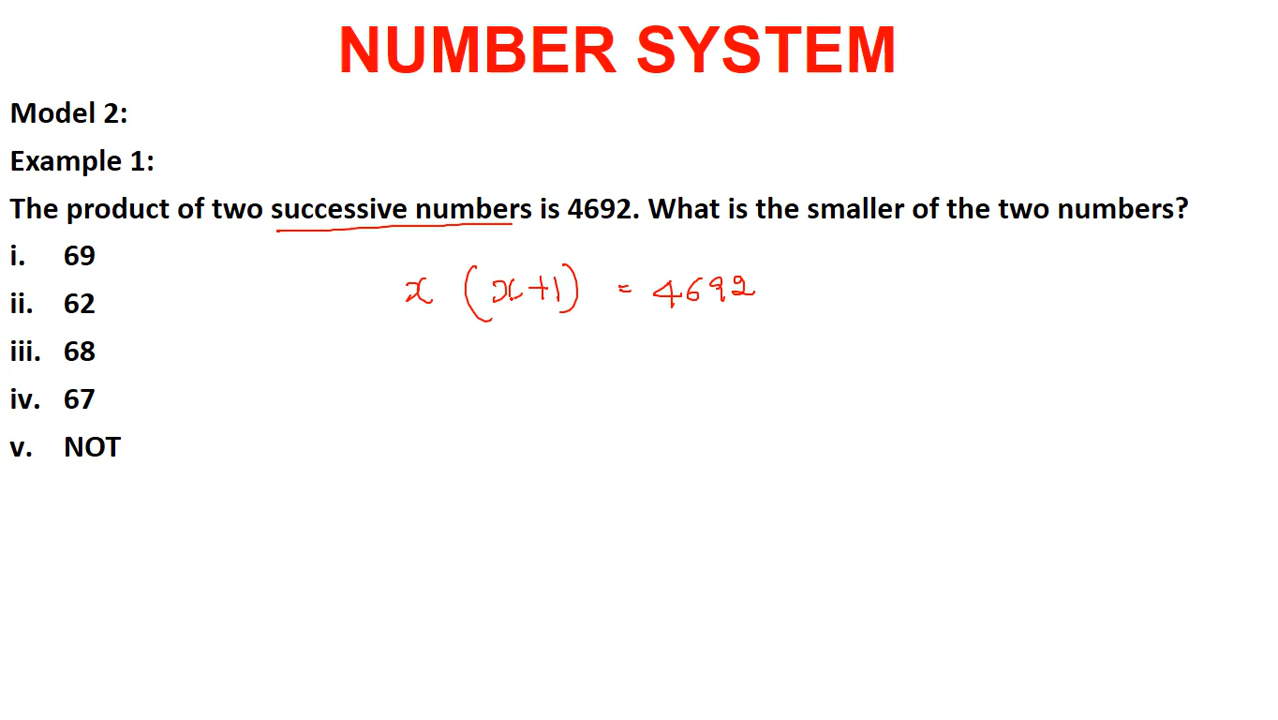 NUMBER SYSTEM
Model 2:
Example 1:
The product of two successive numbers is 4692. What is the smaller of the two numbers?
i. 69
x (x+1) = 4692
ii. 62
iii. 68
iv. 67
v. NOT